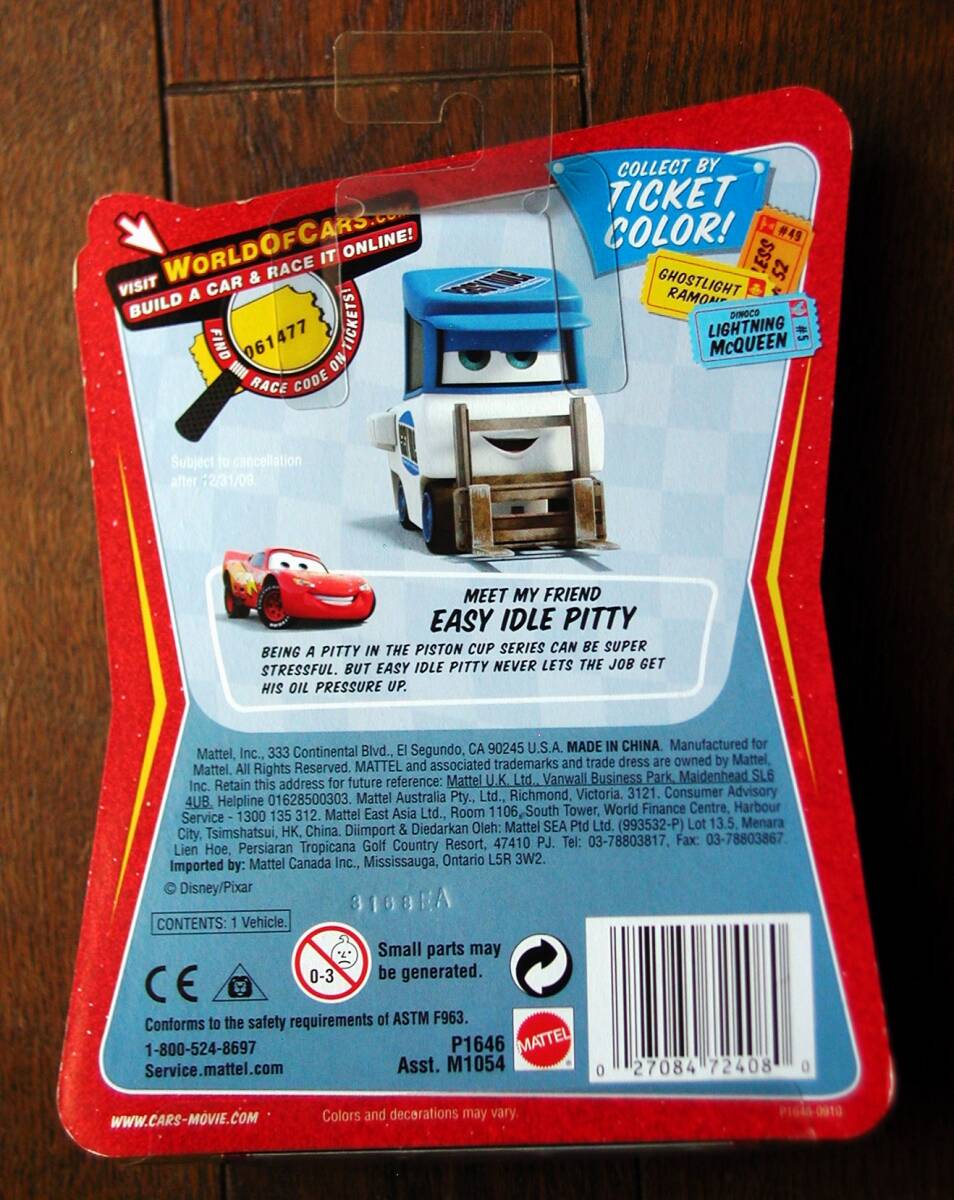 COLLECT BY
TICKET
COLOR!
VISIT WORLDOFCARS.COM
BUILD A CAR & RACE IT ONLINE!
061477
FIND RACE CODE ON TICKETS!
#49
52
GHOSTLIGHT
RAMONE
DINOCO
LIGHTNING
MCQUEEN
#5
Subject to cancellation
after 12/31/09.
MEET MY FRIEND
EASY IDLE PITTY
BEING A PITTY IN THE PISTON CUP SERIES CAN BE SUPER
STRESSFUL. BUT EASY IDLE PITTY NEVER LETS THE JOB GET
HIS OIL PRESSURE UP.
Mattel, Inc., 333 Continental Blvd., El Segundo, CA 90245 U.S.A. MADE IN CHINA. Manufactured for
Mattel. All Rights Reserved. MATTEL and associated trademarks and trade dress are owned by Mattel,
Inc. Retain this address for future reference: Mattel U.K. Ltd., Vanwall Business Park, Maidenhead SL6
4UB. Helpline 01628500303. Mattel Australia Pty., Ltd., Richmond, Victoria. 3121. Consumer Advisory
Service - 1300 135 312. Mattel East Asia Ltd., Room 1106, South Tower, World Finance Centre, Harbour
City, Tsimshatsui, HK, China. Diimport & Diedarkan Oleh: Mattel SEA Ptd Ltd. (993532-P) Lot 13.5, Menara
Lien Hoe, Persiaran Tropicana Golf Country Resort, 47410 PJ. Tel: 03-78803817, Fax: 03-78803867.
Imported by: Mattel Canada Inc., Mississauga, Ontario L5R 3W2.
© Disney/Pixar
3168EA
CONTENTS: 1 Vehicle.
0-3
Small parts may
be generated.
CE
Conforms to the safety requirements of ASTM F963.
1-800-524-8697
Service.mattel.com
P1646
Asst. M1054
MATTEL
0 27084 72408 0
WWW.CARS-MOVIE.COM
Colors and decorations may vary.
P1646-0910